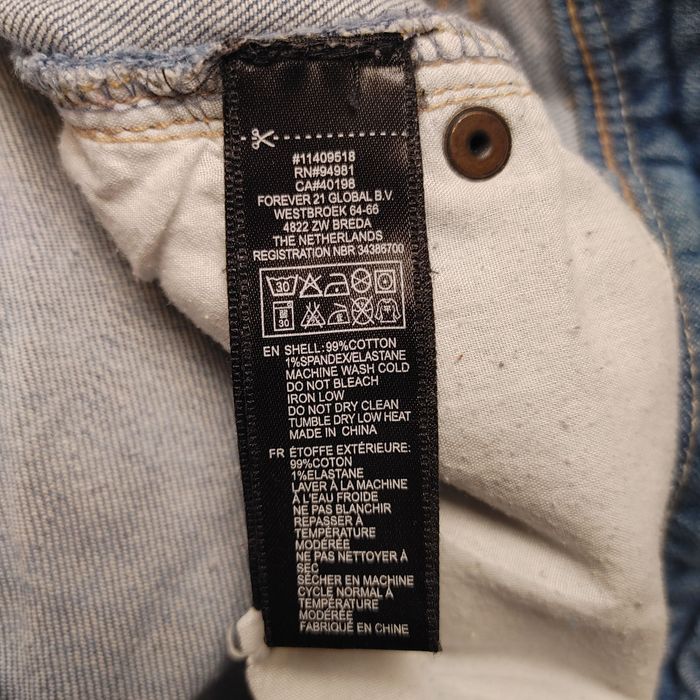 #11409518
RN#94981
CA#40198
FOREVER 21 GLOBAL B.V
WESTBROEK 64-66
4822 ZW BREDA
THE NETHERLANDS
REGISTRATION NBR 34386700
30
30
EN SHELL: 99%COTTON
1%SPANDEX/ELASTANE
MACHINE WASH COLD
DO NOT BLEACH
IRON LOW
DO NOT DRY CLEAN
TUMBLE DRY LOW HEAT
MADE IN CHINA
FR ÉTOFFE EXTÉRIEURE:
99%COTON
1%ELASTANE
LAVER À LA MACHINE
À L'EAU FROIDE
NE PAS BLANCHIR
REPASSER À
TEMPÉRATURE
MODÉRÉE
NE PAS NETTOYER À
SEC
SÉCHER EN MACHINE
CYCLE NORMAL À
TEMPÉRATURE
MODÉRÉE
FABRIQUÉ EN CHINE